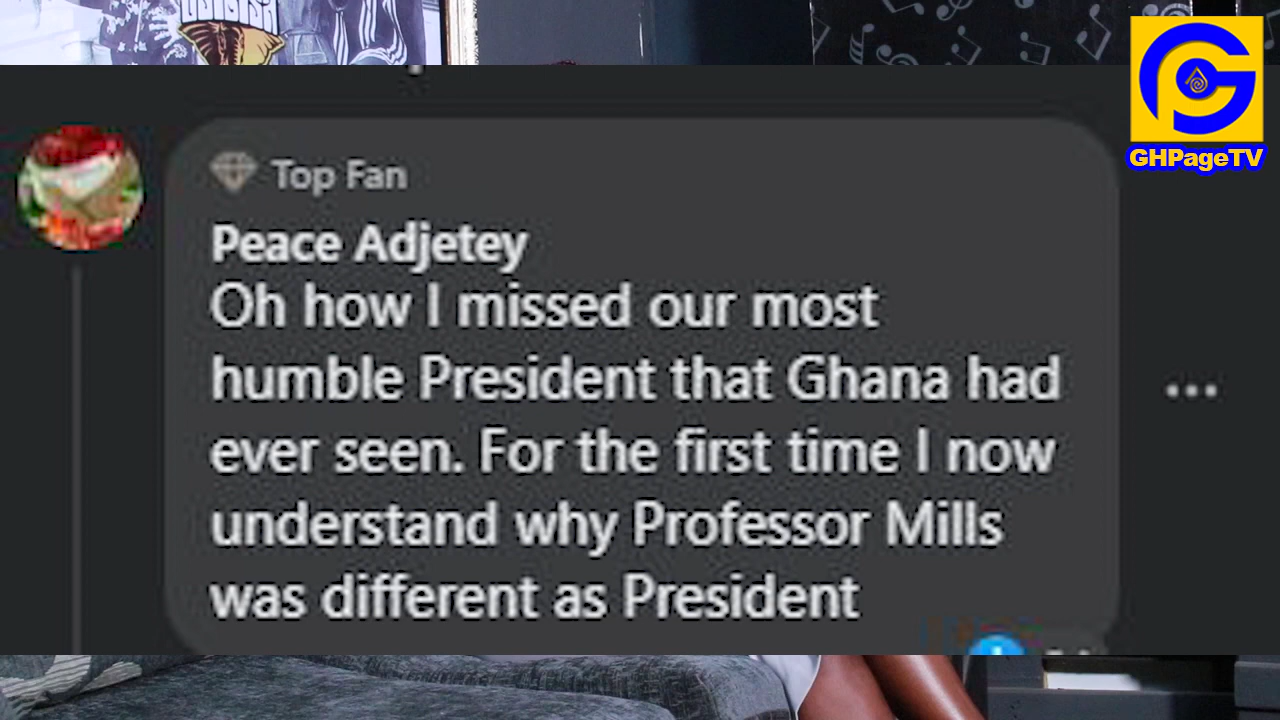 GHPageTV
Top Fan
Peace Adjetey
Oh how I missed our most
humble President that Ghana had
ever seen. For the first time I now
understand why Professor Mills
was different as President